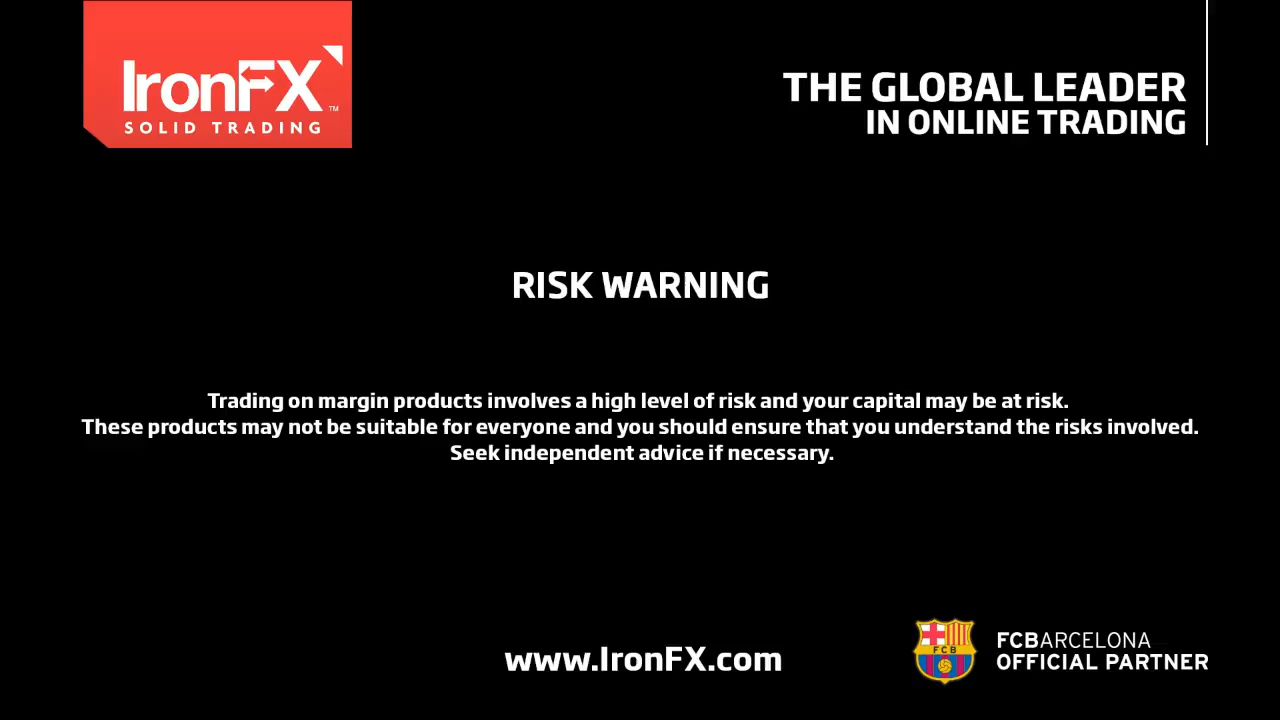 IronFX
TM
SOLID TRADING
THE GLOBAL LEADER
IN ONLINE TRADING
RISK WARNING
Trading on margin products involves a high level of risk and your capital may be at risk.
These products may not be suitable for everyone and you should ensure that you understand the risks involved.
Seek independent advice if necessary.
www.IronFX.com
FCB
FCBARCELONA
OFFICIAL PARTNER